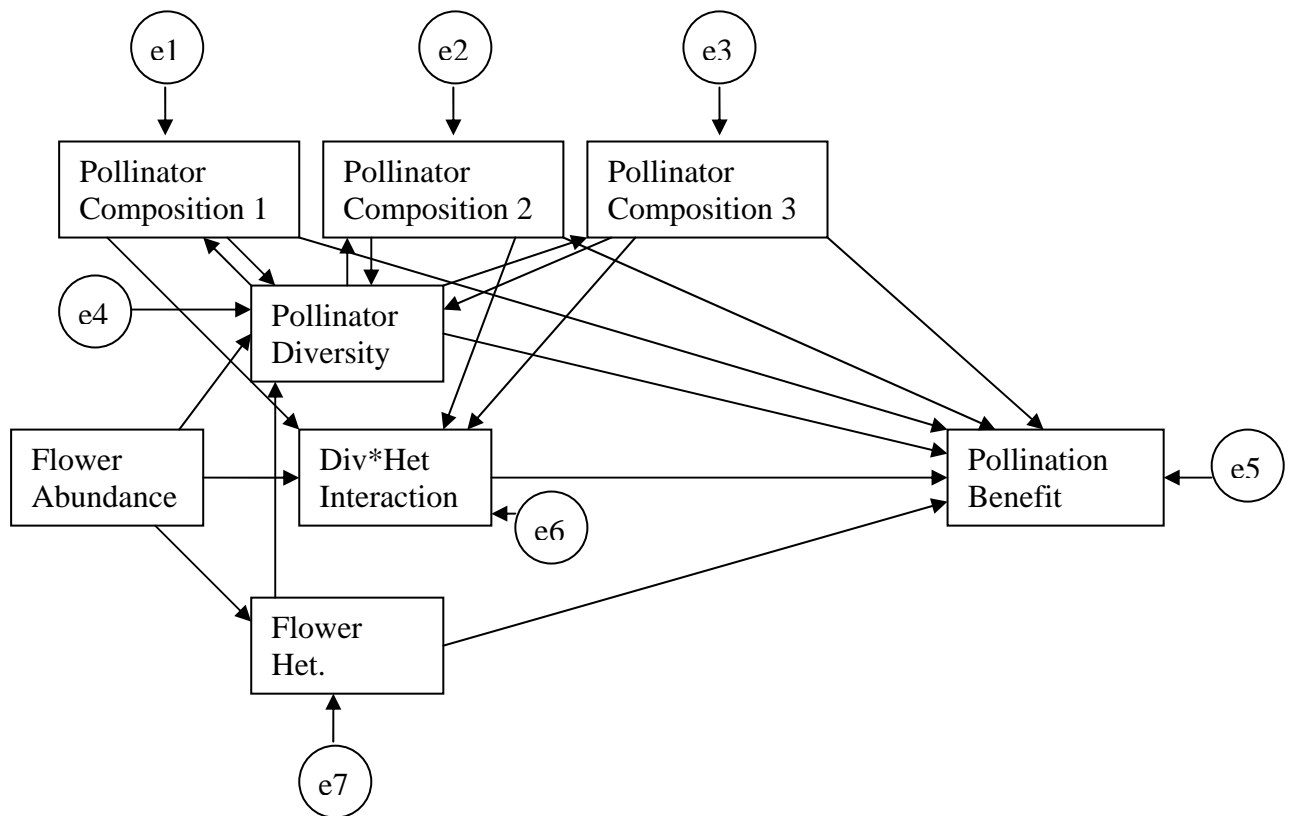 e1
e2
e3
Pollinator
Composition 1
Pollinator
Composition 2
Pollinator
Composition 3
e4
Pollinator
Diversity
Flower
Abundance
Div*Het
Interaction
Pollination
Benefit
e5
e6
Flower
Het.
e7